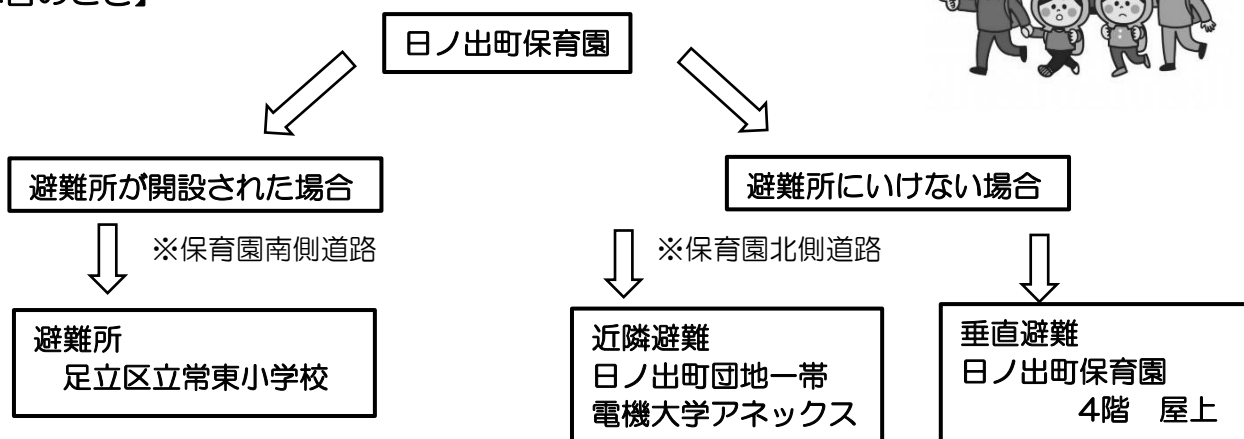 のとき】
日ノ出町保育園
避難所が開設された場合
避難所にいけない場合
※保育園南側道路
※保育園北側道路
避難所
足立区立常東小学校
近隣避難
日ノ出町団地一帯
電機大学アネックス
垂直避難
日ノ出町保育園
4階 屋上